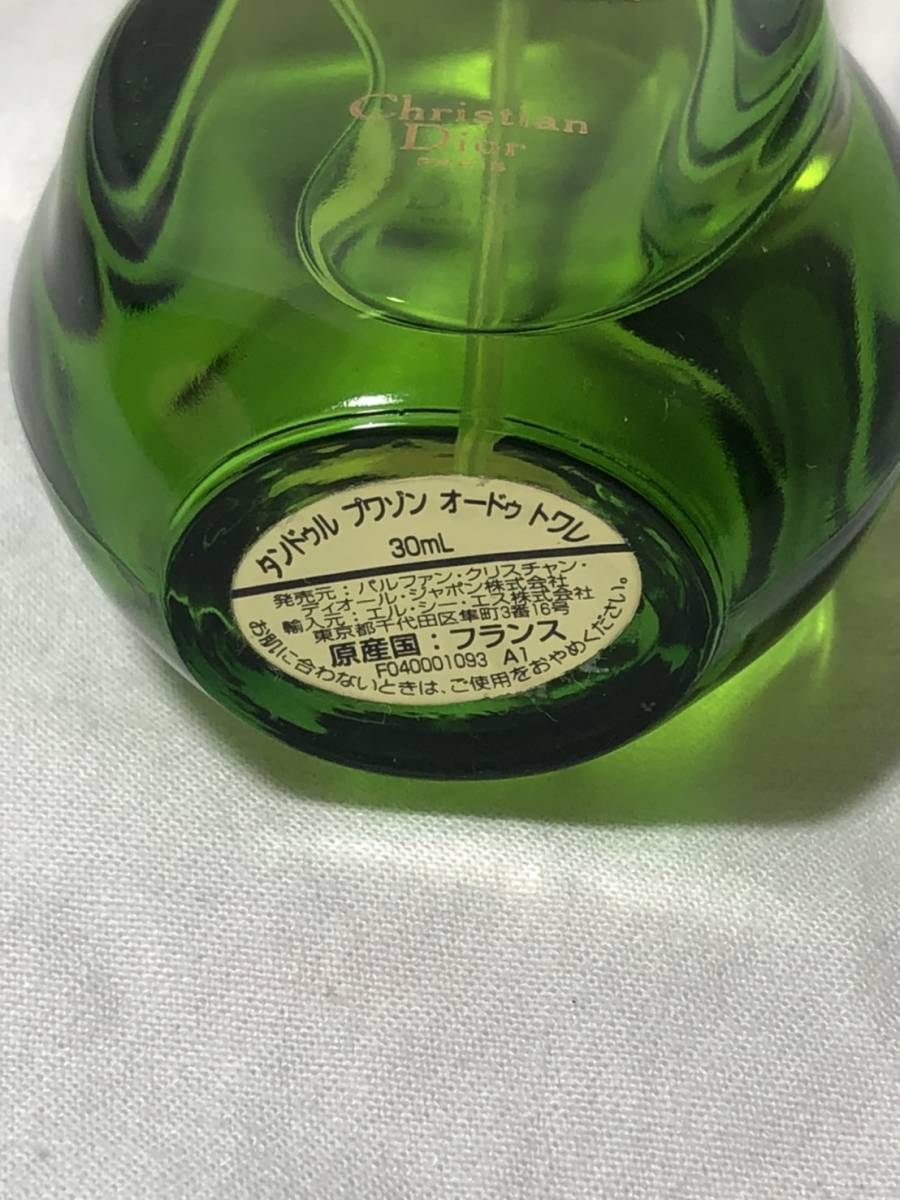 Christian
Dior
PARIS
タンドゥル プワゾン オードゥ トワレ
30mL
発売元：パルファン・クリスチャン・
ディオール・ジャポン株式会社
輸入元：エル・シー・エス株式会社
東京都千代田区隼町3番16号
原産国：フランス
F040001093 A1
お肌に合わないときは、ご使用をおやめください。